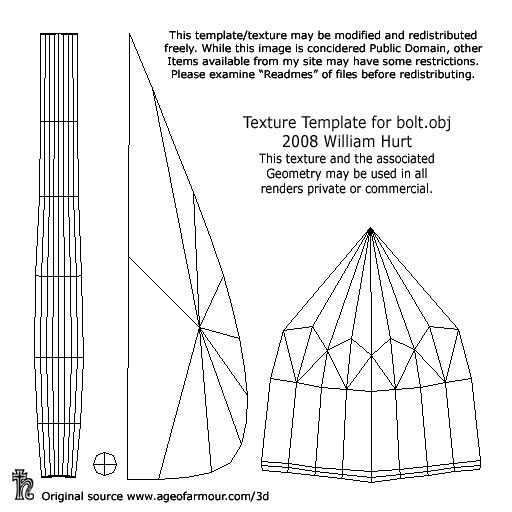 This template/texture may be modified and redistributed
freely. While this image is concidered Public Domain, other
Items available from my site may have some restrictions.
Please examine “Readmes” of files before redistributing.
Texture Template for bolt.obj
2008 William Hurt
This texture and the associated
Geometry may be used in all
renders private or commercial.
Original source www.ageofarmour.com/3d